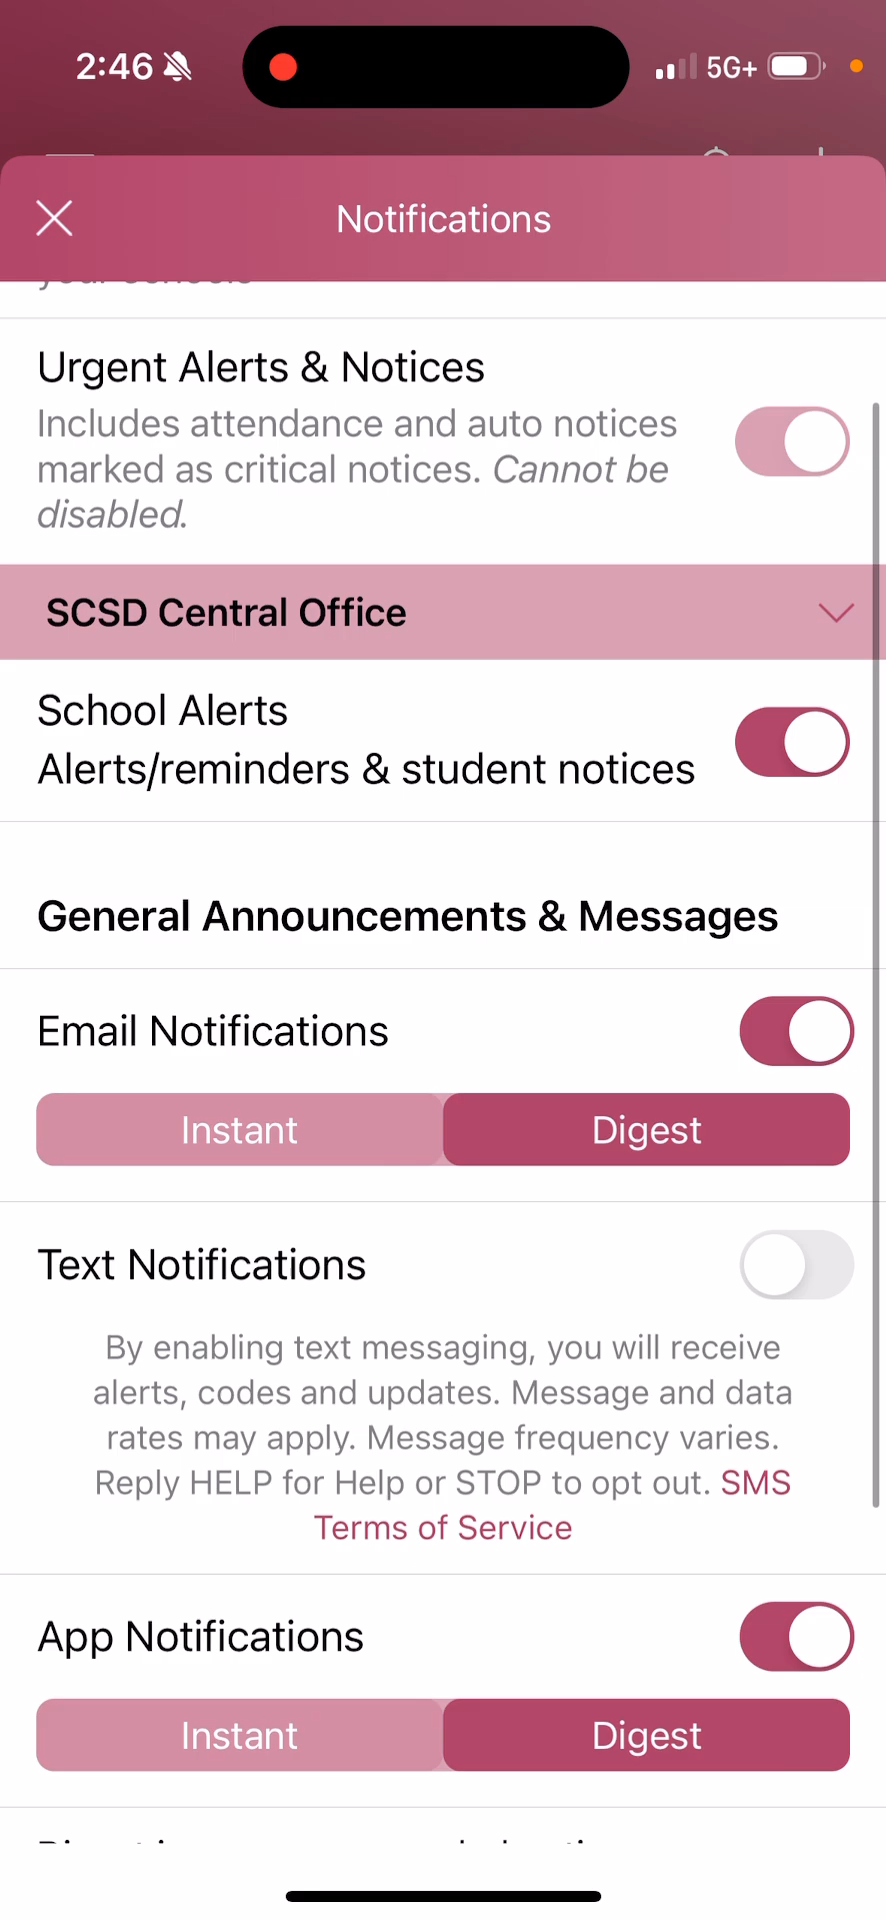 2:46
5G+
Notifications
Urgent Alerts & Notices
Includes attendance and auto notices
marked as critical notices. Cannot be
disabled.
SCSD Central Office
School Alerts
Alerts/reminders & student notices
General Announcements & Messages
Email Notifications
Instant
Digest
Text Notifications
By enabling text messaging, you will receive
alerts, codes and updates. Message and data
rates may apply. Message frequency varies.
Reply HELP for Help or STOP to opt out. SMS
Terms of Service
App Notifications
Instant
Digest